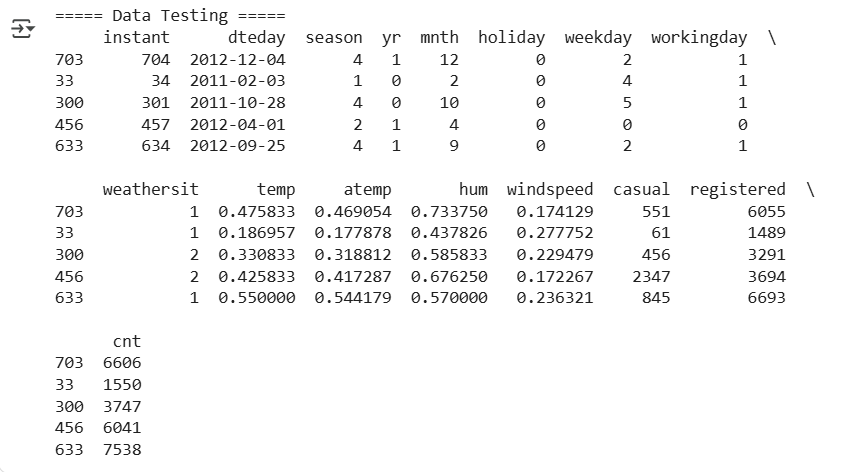 ===== Data Testing =====
instant dteday season yr mnth holiday weekday workingday \
703 704 2012-12-04 4 1 12 0 2 1
33 34 2011-02-03 1 0 2 0 4 1
300 301 2011-10-28 4 0 10 0 5 1
456 457 2012-04-01 2 1 4 0 0 0
633 634 2012-09-25 4 1 9 0 2 1
weathersit temp atemp hum windspeed casual registered \
703 1 0.475833 0.469054 0.733750 0.174129 551 6055
33 1 0.186957 0.177878 0.437826 0.277752 61 1489
300 2 0.330833 0.318812 0.585833 0.229479 456 3291
456 2 0.425833 0.417287 0.676250 0.172267 2347 3694
633 1 0.550000 0.544179 0.570000 0.236321 845 6693
cnt
703 6606
33 1550
300 3747
456 6041
633 7538